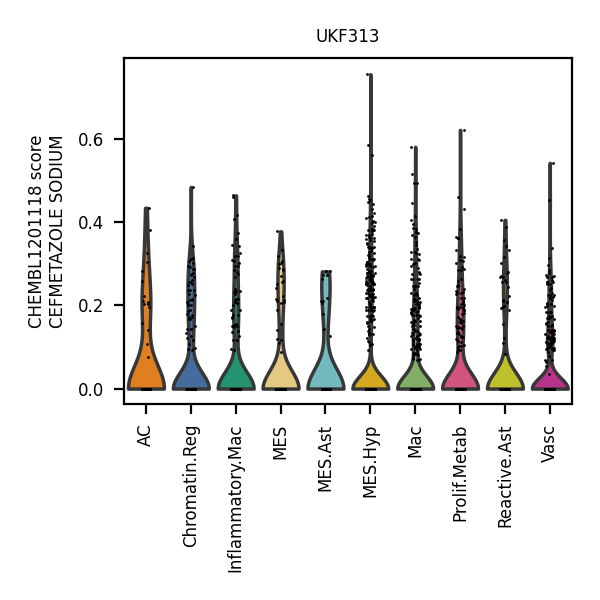 UKF313
CHEMBL1201118 score
CEFMETAZOLE SODIUM
0.6
0.4
0.2
0.0
AC
Chromatin.Reg
Inflammatory.Mac
MES
MES.Ast
MES.Hyp
Mac
Prolif.Metab
Reactive.Ast
Vasc